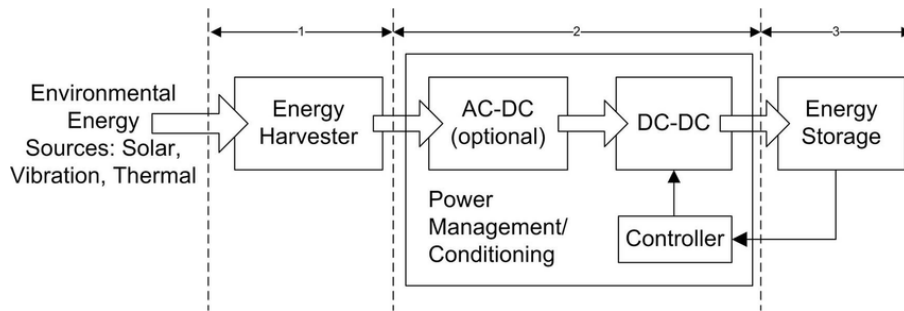 1
2
3
Environmental
Energy
Sources: Solar,
Vibration, Thermal
Energy
Harvester
AC-DC
(optional)
DC-DC
Energy
Storage
Power
Management/
Conditioning
Controller